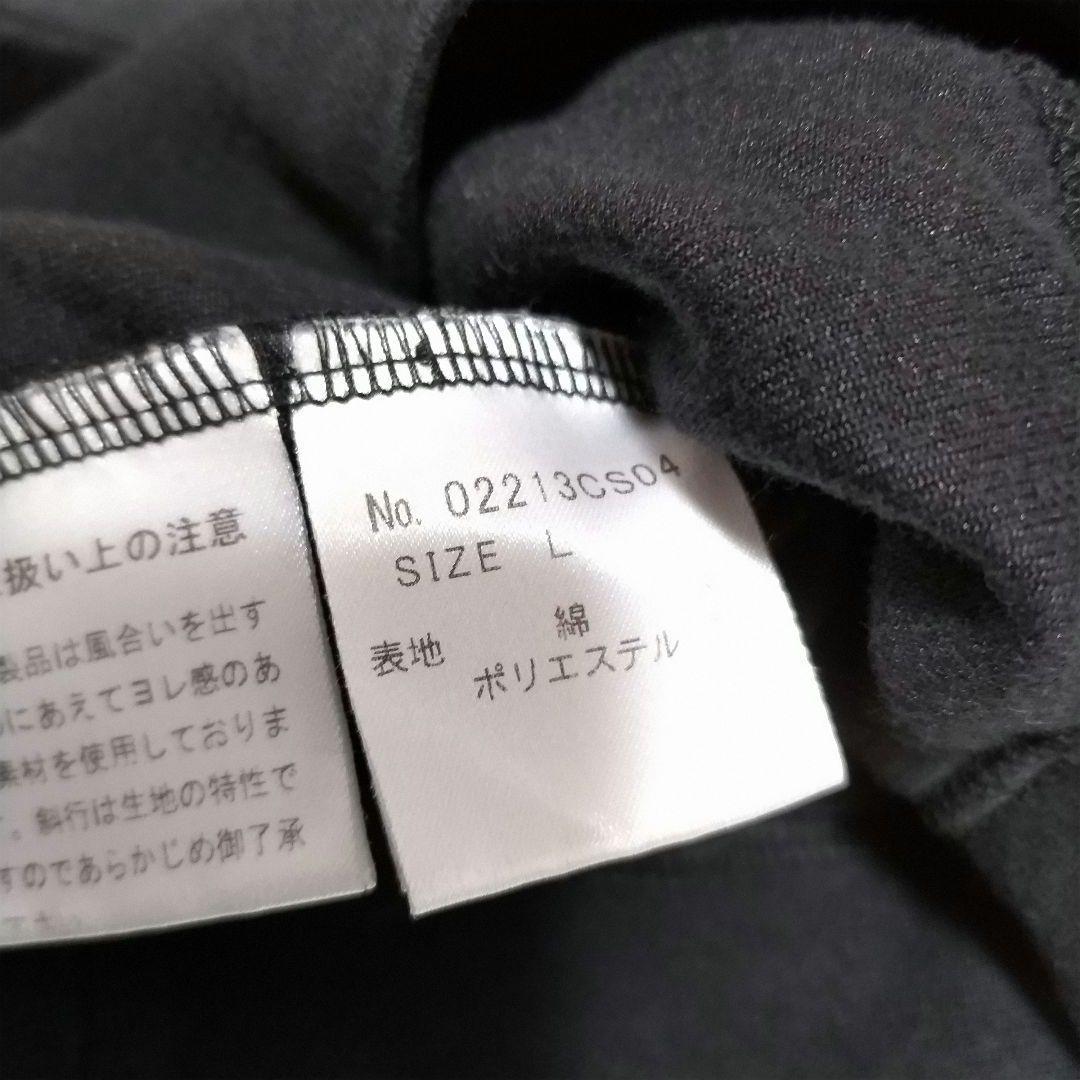 扱い上の注意
製品は風合いを出す
にあえてヨレ感のあ
素材を使用しておりま
。斜行は生地の特性で
すのであらかじめ御了承
No. 02213CS04
SIZE L
表地 綿
ポリエステル